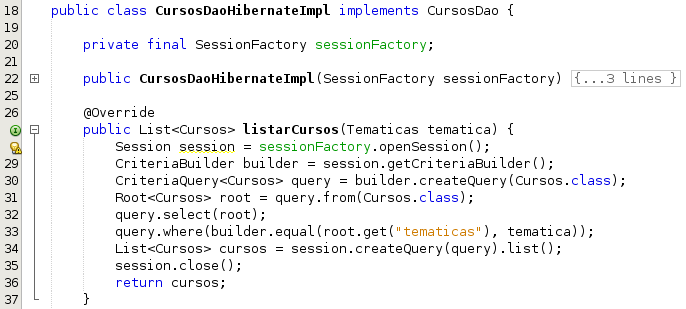 18 public class CursosDaoHibernateImpl implements CursosDao {
19
20 private final SessionFactory sessionFactory;
21
22 public CursosDaoHibernateImpl(SessionFactory sessionFactory) {...3 lines }
25
26 @Override
public List<Cursos> listarCursos(Tematicas tematica) {
Session session = sessionFactory.openSession();
29 CriteriaBuilder builder = session.getCriteriaBuilder();
30 CriteriaQuery<Cursos> query = builder.createQuery(Cursos.class);
31 Root<Cursos> root = query.from(Cursos.class);
32 query.select(root);
33 query.where(builder.equal(root.get("tematicas"), tematica));
34 List<Cursos> cursos = session.createQuery(query).list();
35 session.close();
36 return cursos;
37 }